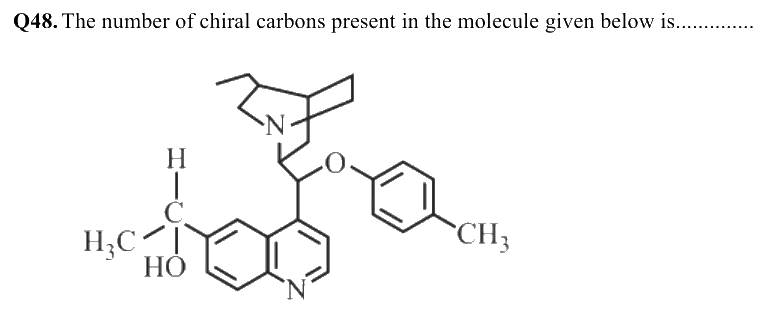 Q48. The number of chiral carbons present in the molecule given below is..............
N
H
O
C
H3C
CH3
HO
N